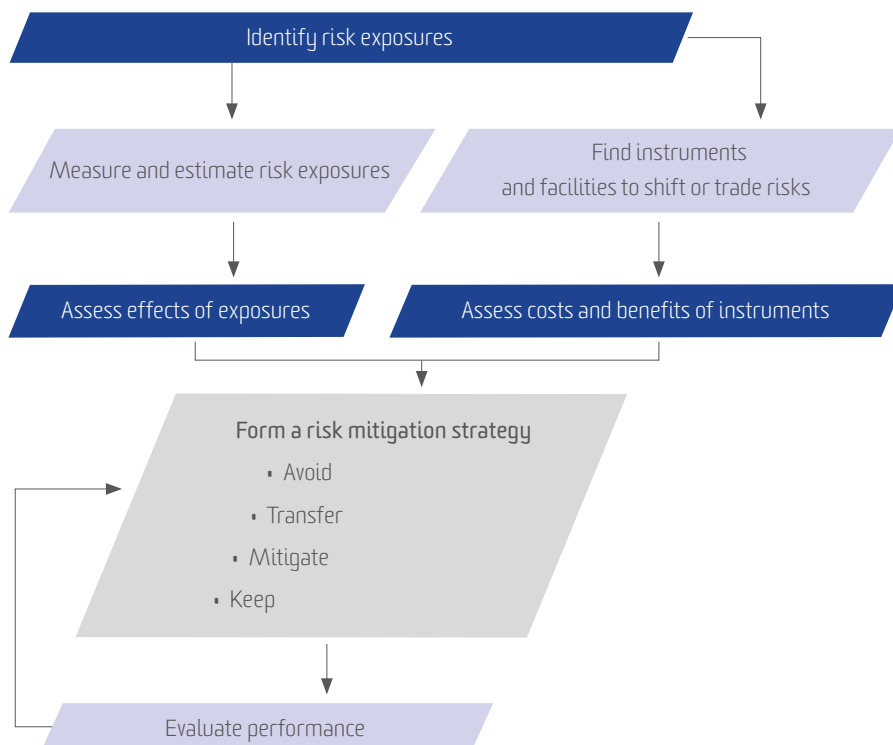 Identify risk exposures
Measure and estimate risk exposures
Find instruments
and facilities to shift or trade risks
Assess effects of exposures
Assess costs and benefits of instruments
Form a risk mitigation strategy
• Avoid
• Transfer
• Mitigate
• Keep
Evaluate performance